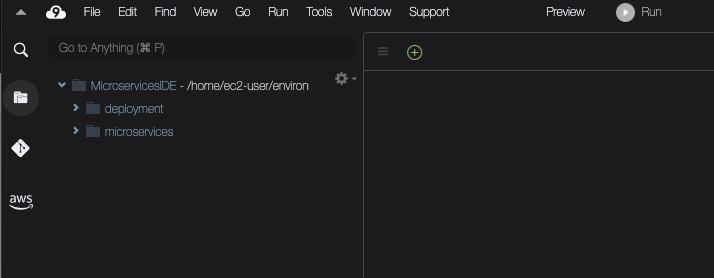 9 File Edit Find View Go Run Tools Window Support Preview Run
Go to Anything (⌘ P)
MicroservicesIDE - /home/ec2-user/environ
deployment
microservices
aws